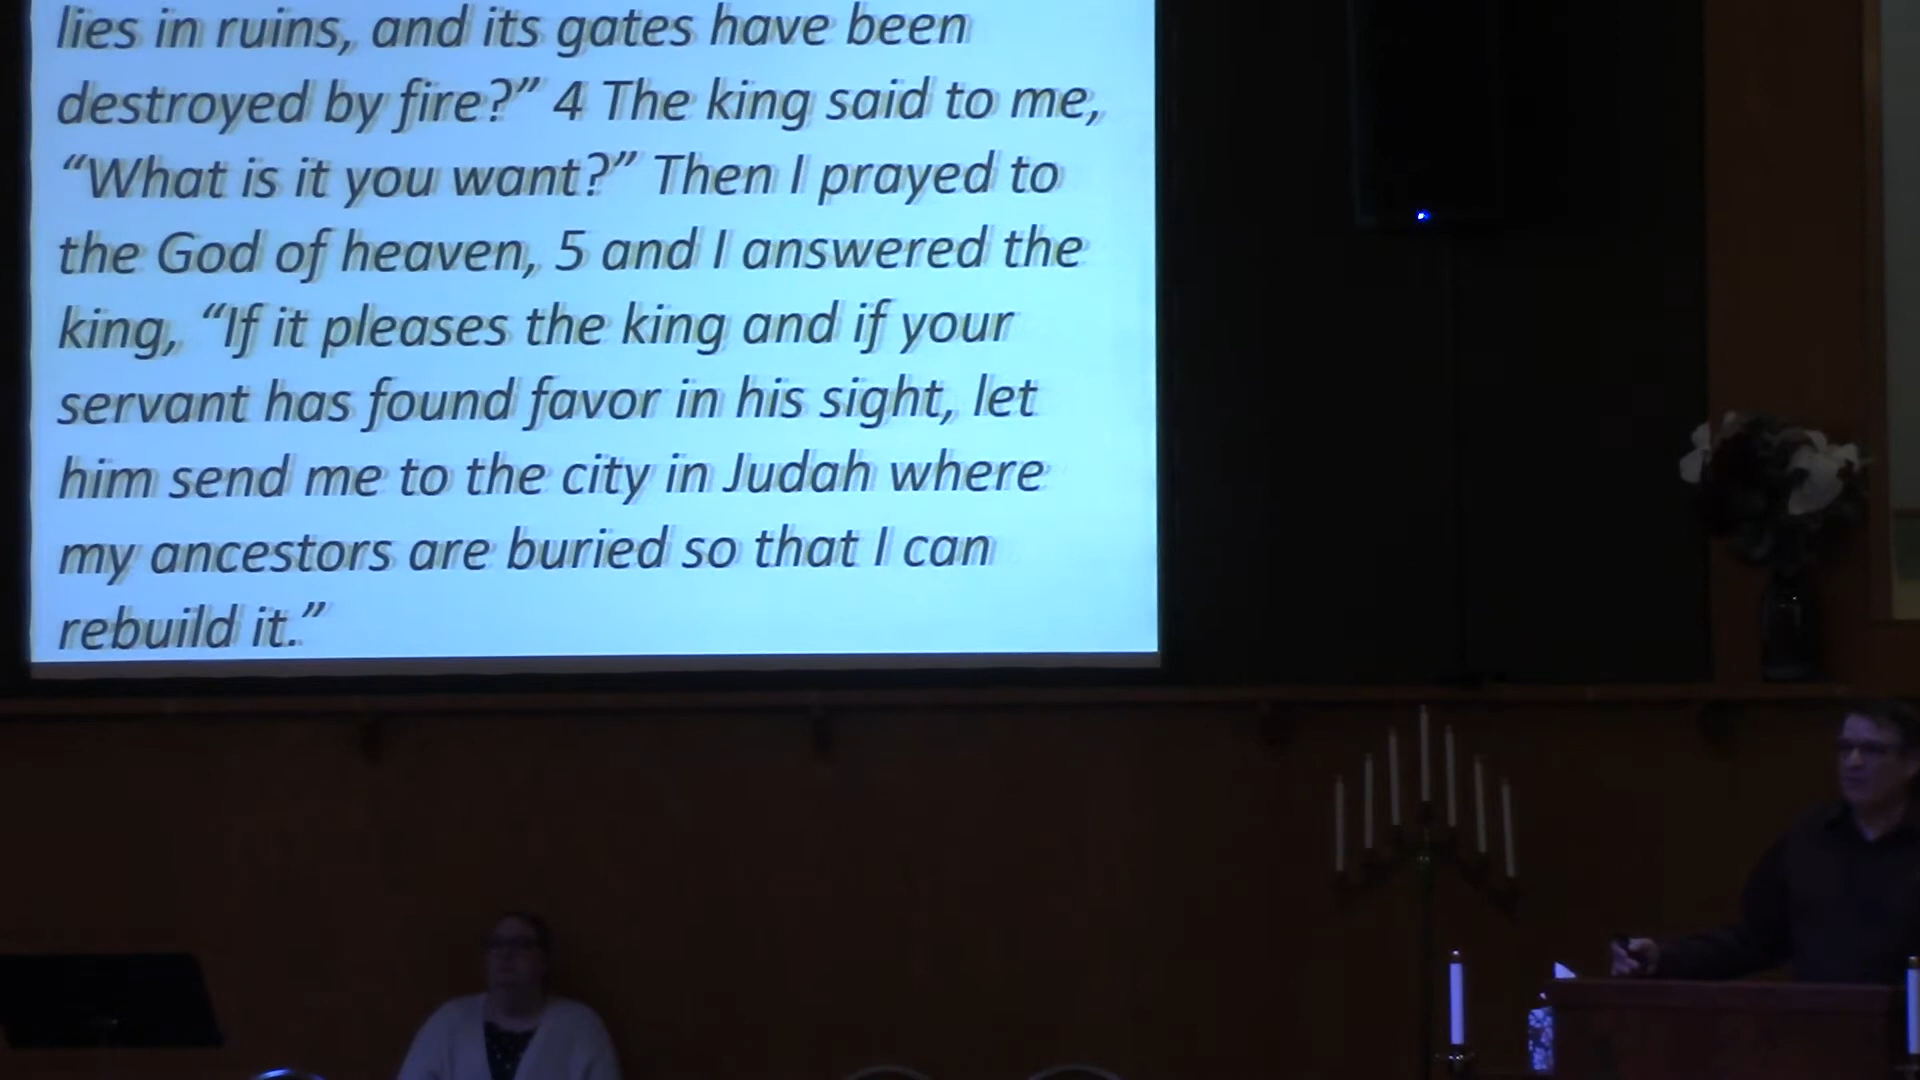 lies in ruins, and its gates have been
destroyed by fire?” 4 The king said to me,
“What is it you want?” Then I prayed to
the God of heaven, 5 and I answered the
king, “If it pleases the king and if your
servant has found favor in his sight, let
him send me to the city in Judah where
my ancestors are buried so that I can
rebuild it.”